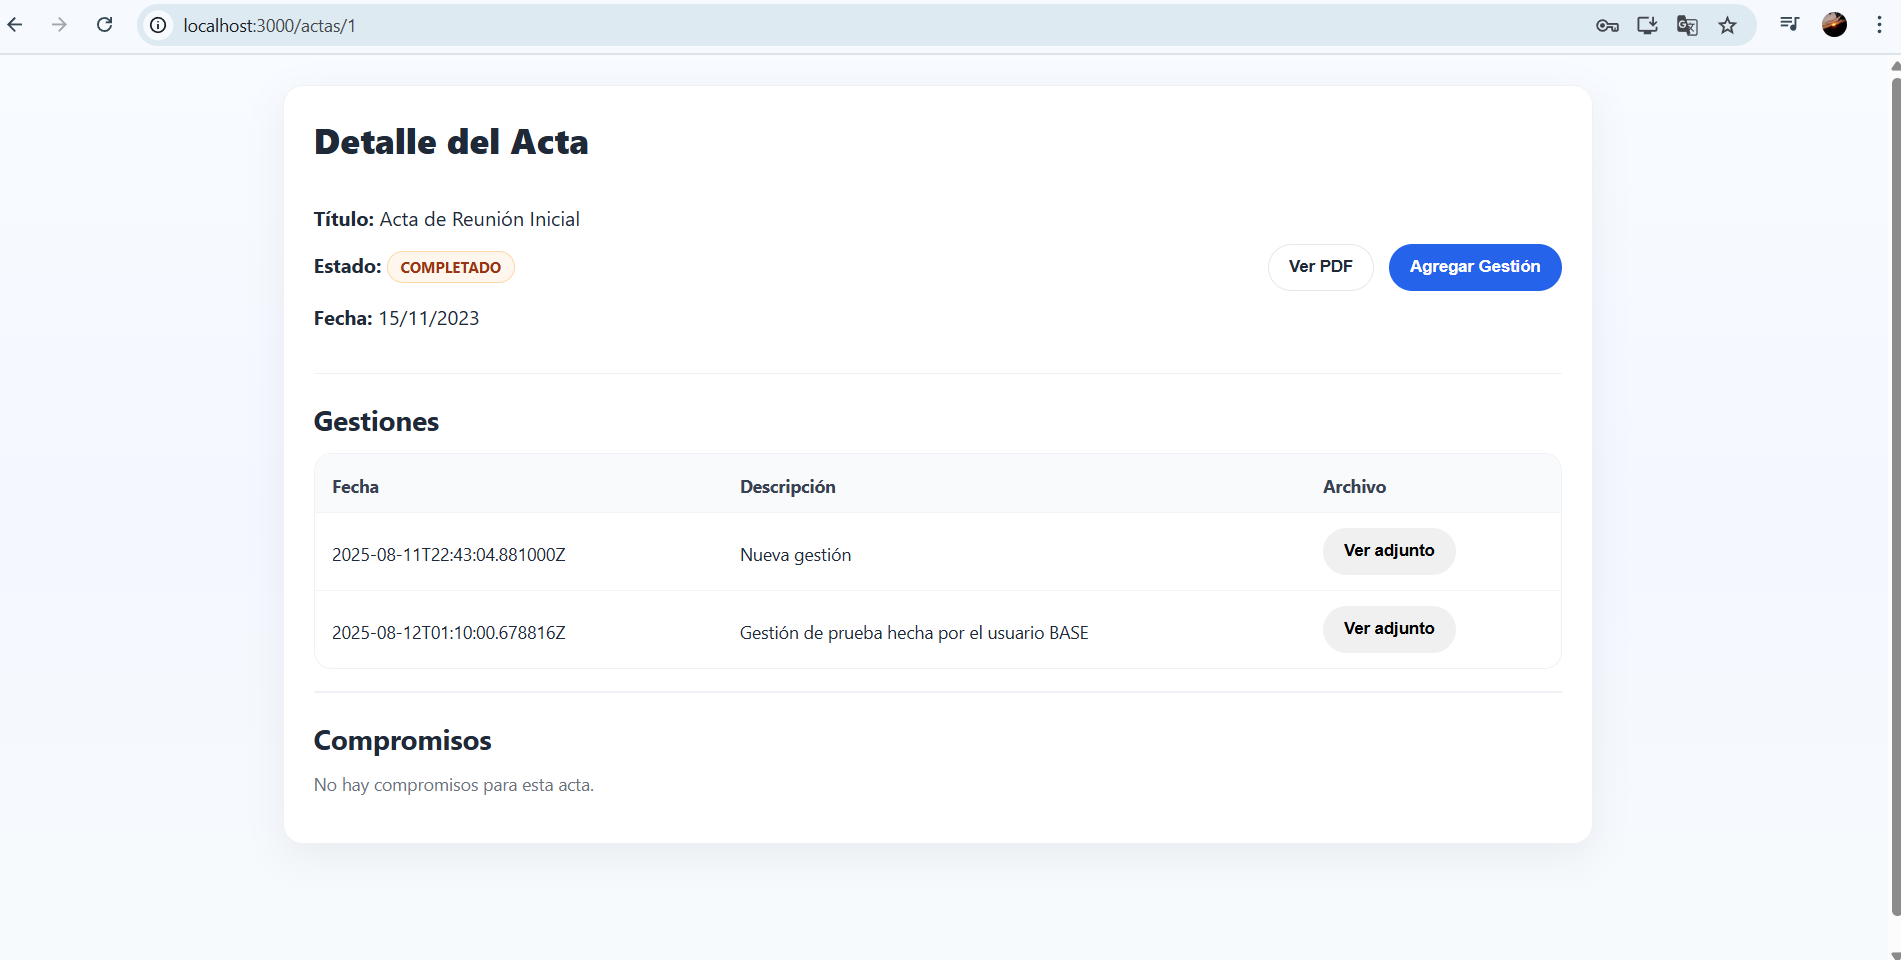 localhost:3000/actas/1
Detalle del Acta
Título: Acta de Reunión Inicial
Estado: COMPLETADO
Ver PDF
Agregar Gestión
Fecha: 15/11/2023
Gestiones
Fecha Descripción Archivo
2025-08-11T22:43:04.881000Z Nueva gestión Ver adjunto
2025-08-12T01:10:00.678816Z Gestión de prueba hecha por el usuario BASE Ver adjunto
Compromisos
No hay compromisos para esta acta.